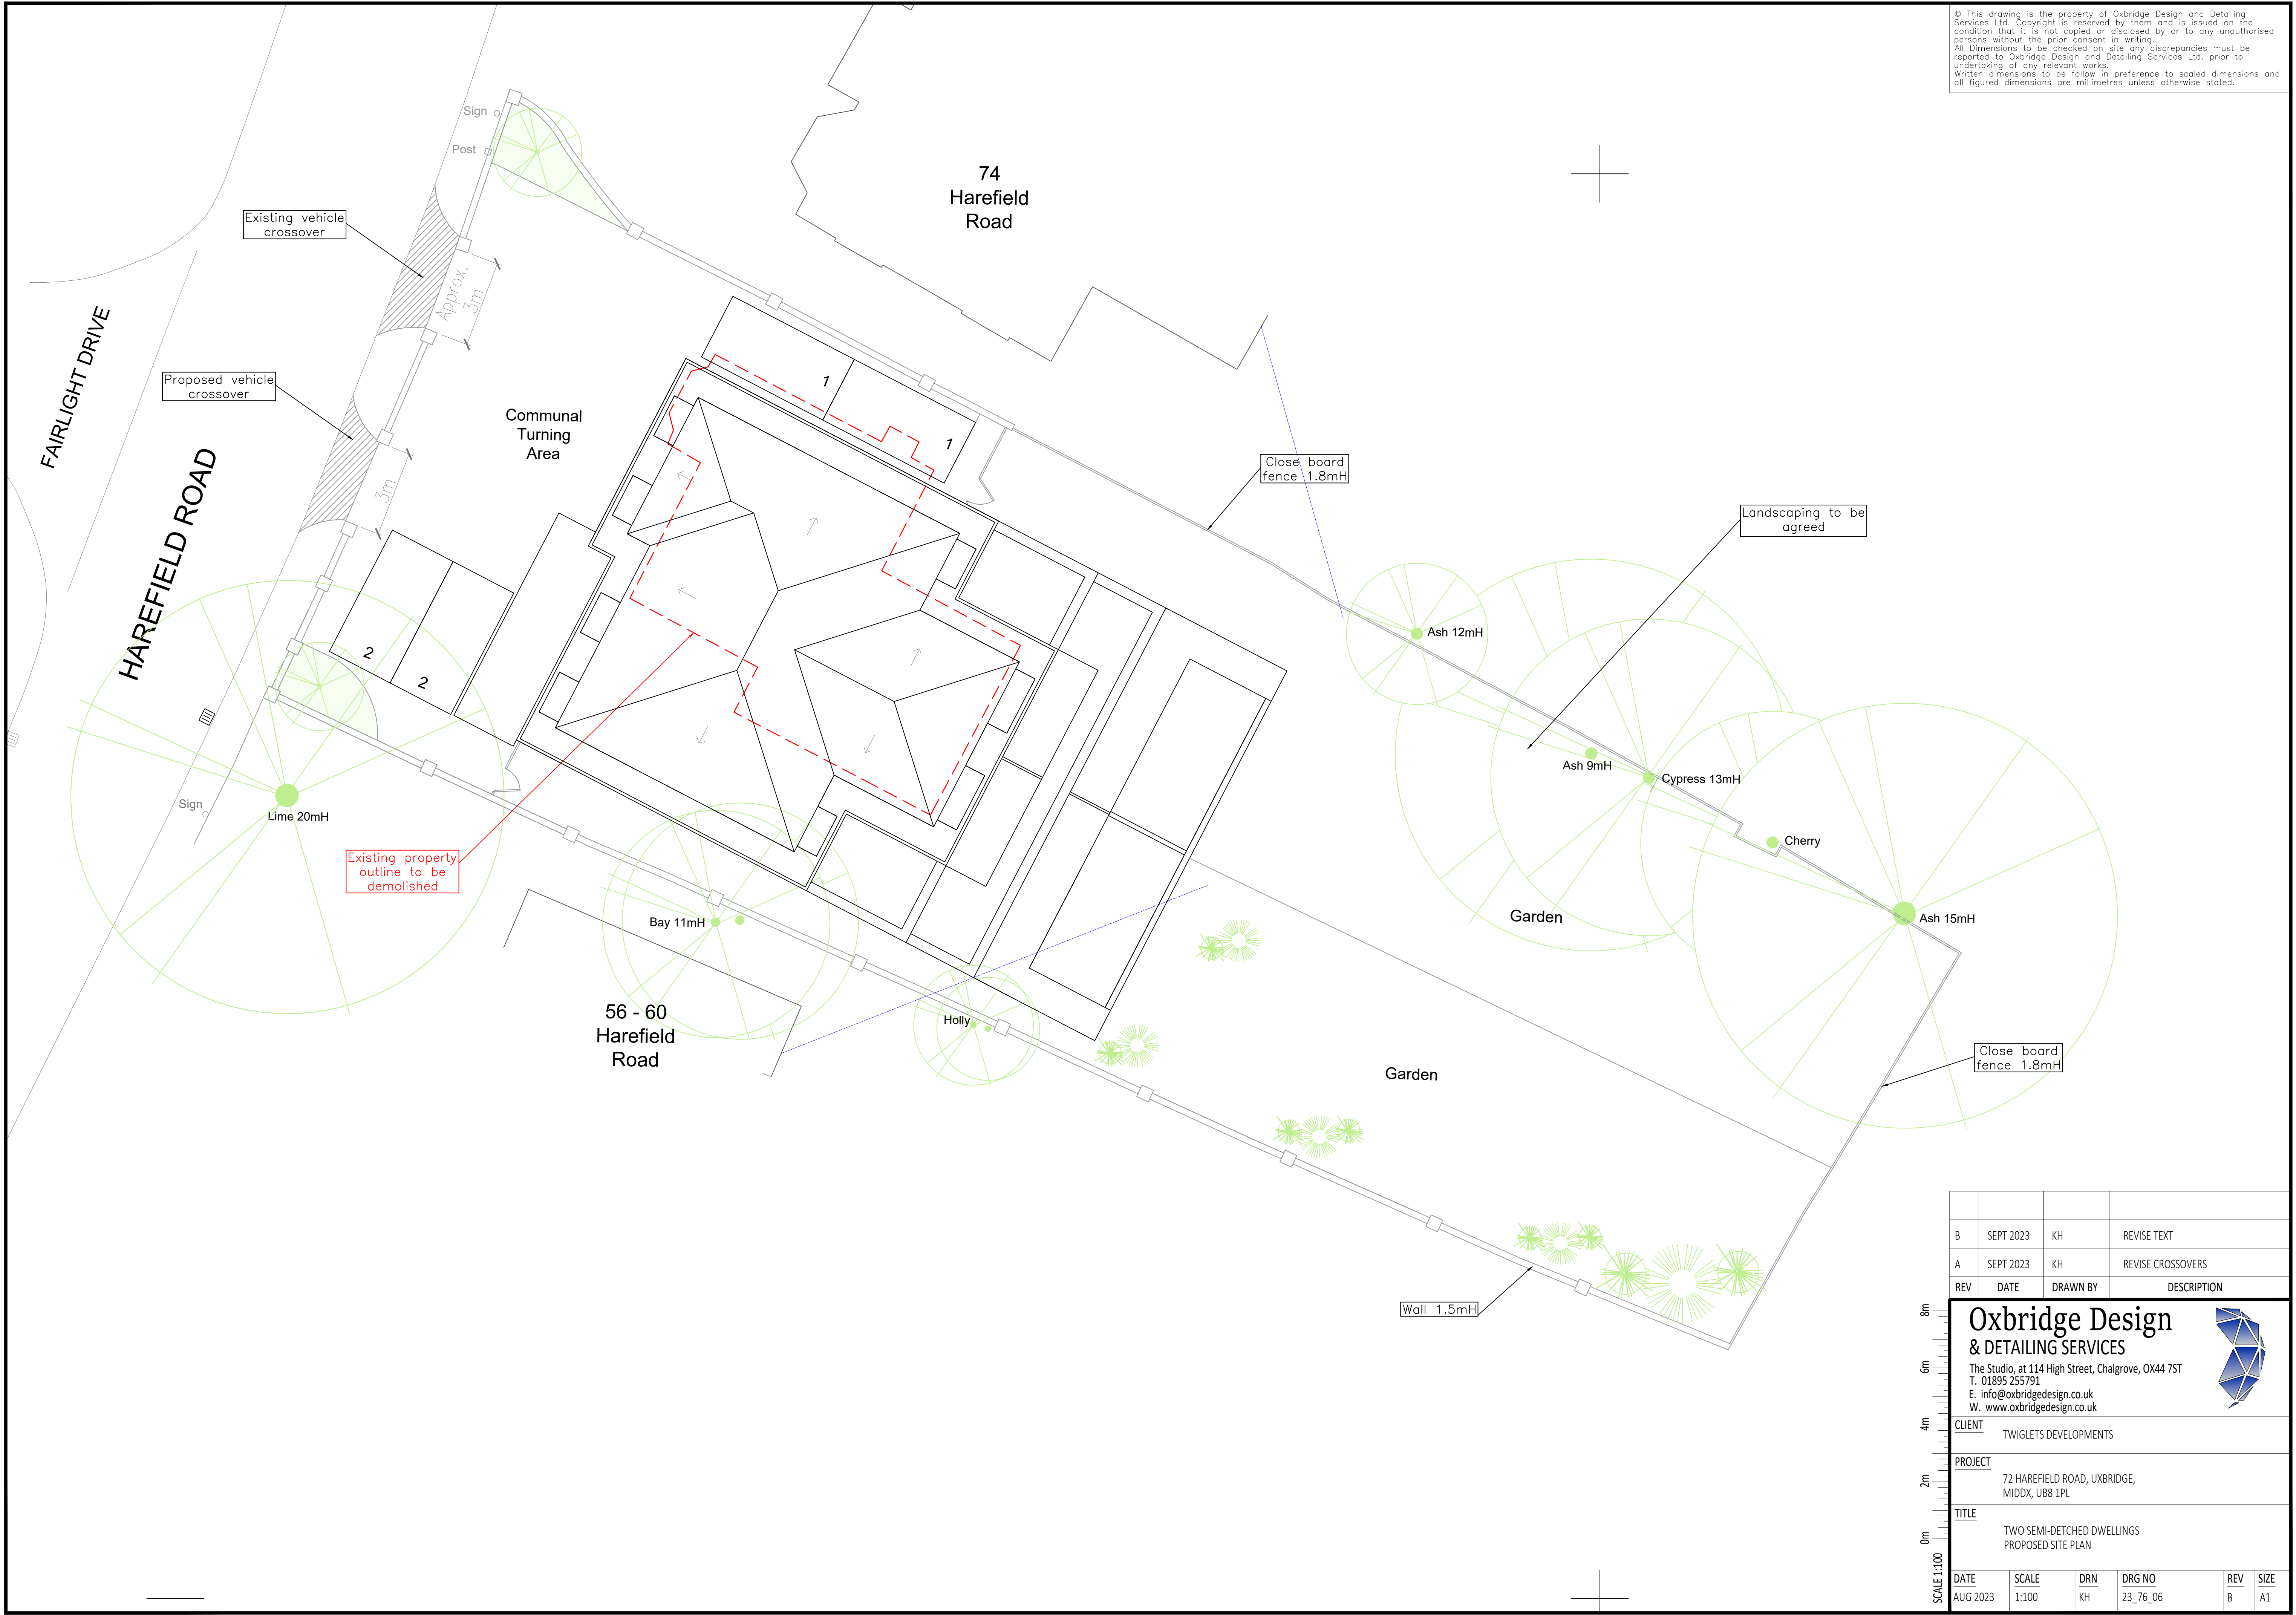 © This drawing is the property of Oxbridge Design and Detailing
Services Ltd. Copyright is reserved by them and is issued on the
condition that it is not copied or disclosed by or to any unauthorised
persons without the prior consent in writing..
All Dimensions to be checked on site any discrepancies must be
reported to Oxbridge Design and Detailing Services Ltd. prior to
undertaking of any relevant works.
Written dimensions to be follow in preference to scaled dimensions and
all figured dimensions are millimetres unless otherwise stated.
Sign
Post
74
Harefield
Road
Existing vehicle
crossover
Approx.
3m
FAIRLIGHT DRIVE
Proposed vehicle
crossover
HAREFIELD ROAD
3m
Communal
Turning
Area
1
1
Close board
fence 1.8mH
Landscaping to be
agreed
2
2
Ash 12mH
Ash 9mH
Cypress 13mH
Cherry
Ash 15mH
Sign
Lime 20mH
Existing property
outline to be
demolished
Bay 11mH
Garden
56 - 60
Harefield
Road
Holly
Garden
Close board
fence 1.8mH
Wall 1.5mH
B SEPT 2023 KH REVISE TEXT
A SEPT 2023 KH REVISE CROSSOVERS
REV DATE DRAWN BY DESCRIPTION
Oxbridge Design
& DETAILING SERVICES
The Studio, at 114 High Street, Chalgrove, OX44 7ST
T. 01895 255791
E. info@oxbridgedesign.co.uk
W. www.oxbridgedesign.co.uk
CLIENT
TWIGLETS DEVELOPMENTS
PROJECT
72 HAREFIELD ROAD, UXBRIDGE,
MIDDX, UB8 1PL
TITLE
TWO SEMI-DETCHED DWELLINGS
PROPOSED SITE PLAN
DATE SCALE DRN DRG NO REV SIZE
AUG 2023 1:100 KH 23_76_06 B A1
SCALE 1:100
0m 2m 4m 6m 8m